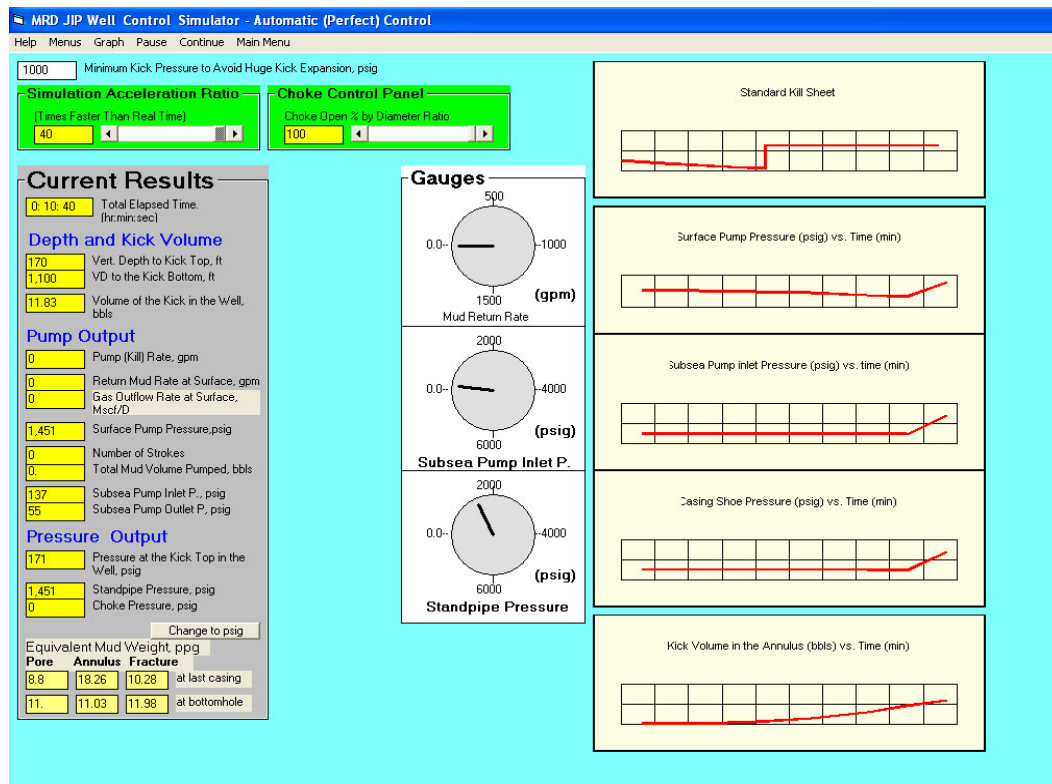 MRD JIP Well Control Simulator - Automatic (Perfect) Control
Help Menus Graph Pause Continue Main Menu
1000 Minimum Kick Pressure to Avoid Huge Kick Expansion, psig
Simulation Acceleration Ratio
(Times Faster Than Real Time)
40
Choke Control Panel
Choke Open % by Diameter Ratio
100
Current Results
0: 10: 40 Total Elapsed Time.
(hr:min:sec)
Depth and Kick Volume
170 Vert. Depth to Kick Top, ft
1,100 VD to the Kick Bottom, ft
11.83 Volume of the Kick in the Well,
bbls
Pump Output
0 Pump (Kill) Rate, gpm
0 Return Mud Rate at Surface, gpm
0 Gas Outflow Rate at Surface,
Mscf/D
1,451 Surface Pump Pressure,psig
0 Number of Strokes
0. Total Mud Volume Pumped, bbls
137 Subsea Pump Inlet P., psig
55 Subsea Pump Outlet P, psig
Pressure Output
171 Pressure at the Kick Top in the
Well, psig
1,451 Standpipe Pressure, psig
0 Choke Pressure, psig
Change to psig
Equivalent Mud Weight, ppg
Pore Annulus Fracture
8.8 18.26 10.28 at last casing
11. 11.03 11.98 at bottomhole
Gauges
500
0.0-- -1000
1500 (gpm)
Mud Return Rate
2000
0.0-- -4000
(psig)
6000
Subsea Pump Inlet P.
2000
0.0-- -4000
(psig)
6000
Standpipe Pressure
Standard Kill Sheet
Surface Pump Pressure (psig) vs. Time (min)
Subsea Pump inlet Pressure (psig) vs. time (min)
Casing Shoe Pressure (psig) vs. Time (min)
Kick Volume in the Annulus (bbls) vs. Time (min)